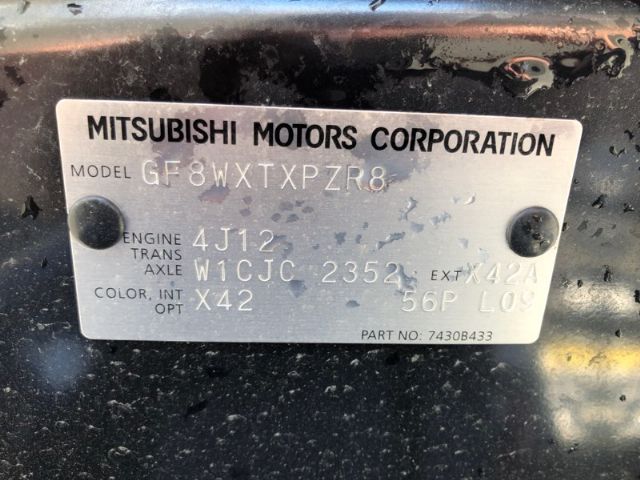 MITSUBISHI MOTORS CORPORATION
MODEL GF8WXTXPZR8
ENGINE 4J12
TRANS AXLE W1CJC 2352 EXT X42A
COLOR, INT OPT X42 56P L09
PART NO: 7430B433